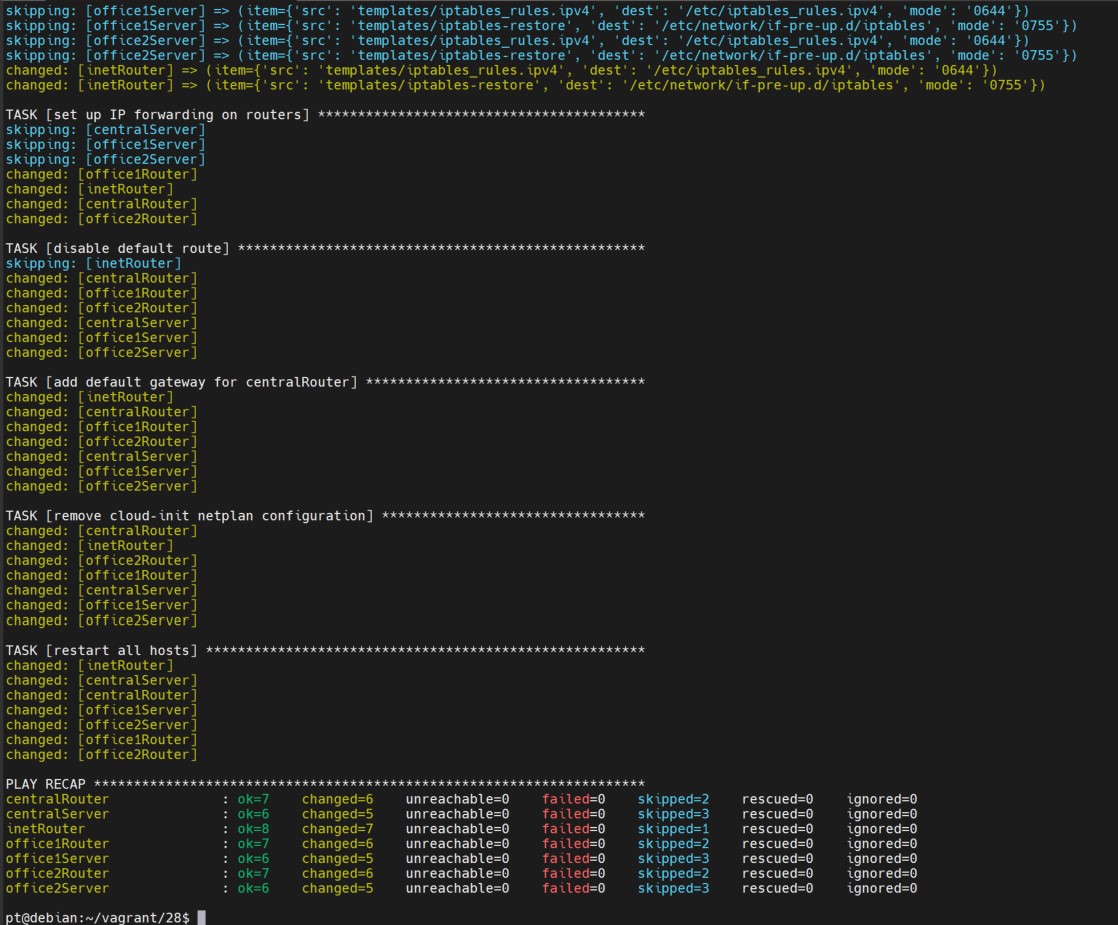 skipping: [office1Server] => (item={'src': 'templates/iptables_rules.ipv4', 'dest': '/etc/iptables_rules.ipv4', 'mode': '0644'})
skipping: [office1Server] => (item={'src': 'templates/iptables-restore', 'dest': '/etc/network/if-pre-up.d/iptables', 'mode': '0755'})
skipping: [office2Server] => (item={'src': 'templates/iptables_rules.ipv4', 'dest': '/etc/iptables_rules.ipv4', 'mode': '0644'})
skipping: [office2Server] => (item={'src': 'templates/iptables-restore', 'dest': '/etc/network/if-pre-up.d/iptables', 'mode': '0755'})
changed: [inetRouter] => (item={'src': 'templates/iptables_rules.ipv4', 'dest': '/etc/iptables_rules.ipv4', 'mode': '0644'})
changed: [inetRouter] => (item={'src': 'templates/iptables-restore', 'dest': '/etc/network/if-pre-up.d/iptables', 'mode': '0755'})
TASK [set up IP forwarding on routers] *****************************************
skipping: [centralServer]
skipping: [office1Server]
skipping: [office2Server]
changed: [office1Router]
changed: [inetRouter]
changed: [centralRouter]
changed: [office2Router]
TASK [disable default route] ***************************************************
skipping: [inetRouter]
changed: [centralRouter]
changed: [office1Router]
changed: [office2Router]
changed: [centralServer]
changed: [office1Server]
changed: [office2Server]
TASK [add default gateway for centralRouter] ***********************************
changed: [inetRouter]
changed: [centralRouter]
changed: [office1Router]
changed: [office2Router]
changed: [centralServer]
changed: [office1Server]
changed: [office2Server]
TASK [remove cloud-init netplan configuration] *********************************
changed: [centralRouter]
changed: [inetRouter]
changed: [office2Router]
changed: [office1Router]
changed: [centralServer]
changed: [office1Server]
changed: [office2Server]
TASK [restart all hosts] *******************************************************
changed: [inetRouter]
changed: [centralServer]
changed: [centralRouter]
changed: [office1Server]
changed: [office2Server]
changed: [office1Router]
changed: [office2Router]
PLAY RECAP *********************************************************************
centralRouter : ok=7 changed=6 unreachable=0 failed=0 skipped=2 rescued=0 ignored=0
centralServer : ok=6 changed=5 unreachable=0 failed=0 skipped=3 rescued=0 ignored=0
inetRouter : ok=8 changed=7 unreachable=0 failed=0 skipped=1 rescued=0 ignored=0
office1Router : ok=7 changed=6 unreachable=0 failed=0 skipped=2 rescued=0 ignored=0
office1Server : ok=6 changed=5 unreachable=0 failed=0 skipped=3 rescued=0 ignored=0
office2Router : ok=7 changed=6 unreachable=0 failed=0 skipped=2 rescued=0 ignored=0
office2Server : ok=6 changed=5 unreachable=0 failed=0 skipped=3 rescued=0 ignored=0
pt@debian:~/vagrant/28$